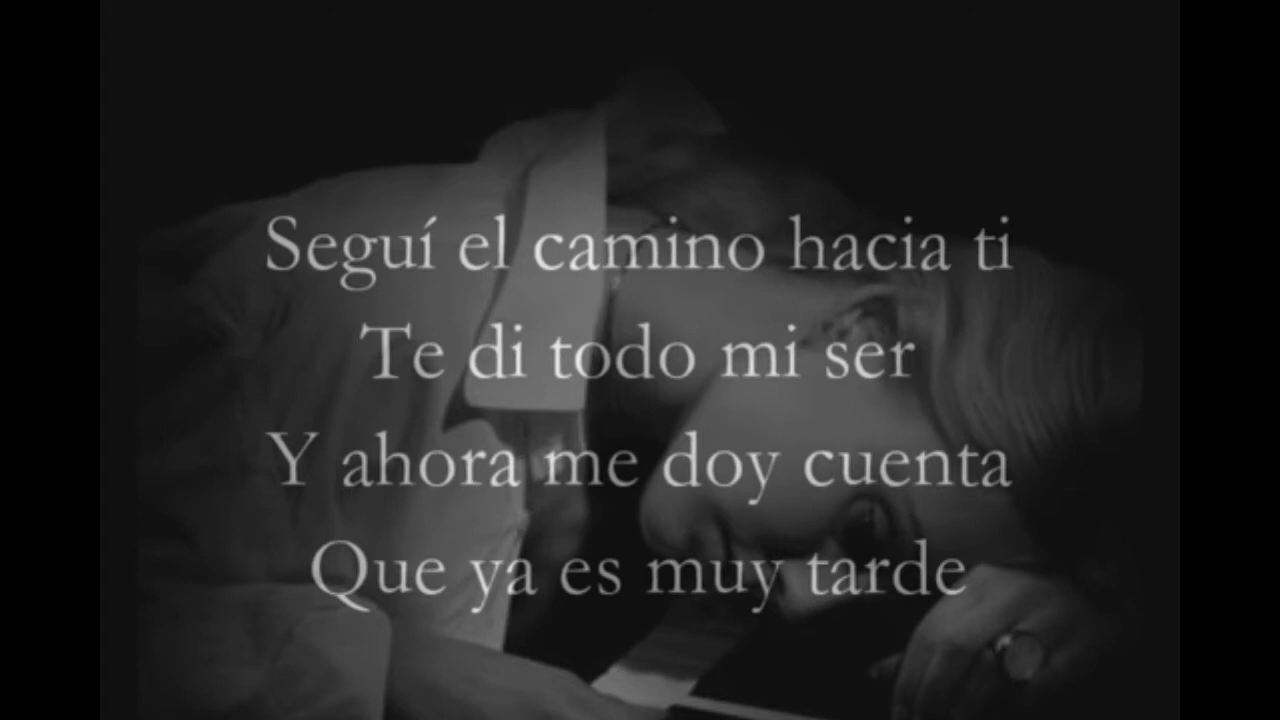 Seguí el camino hacia ti
Te di todo mi ser
Y ahora me doy cuenta
Que ya es muy tarde